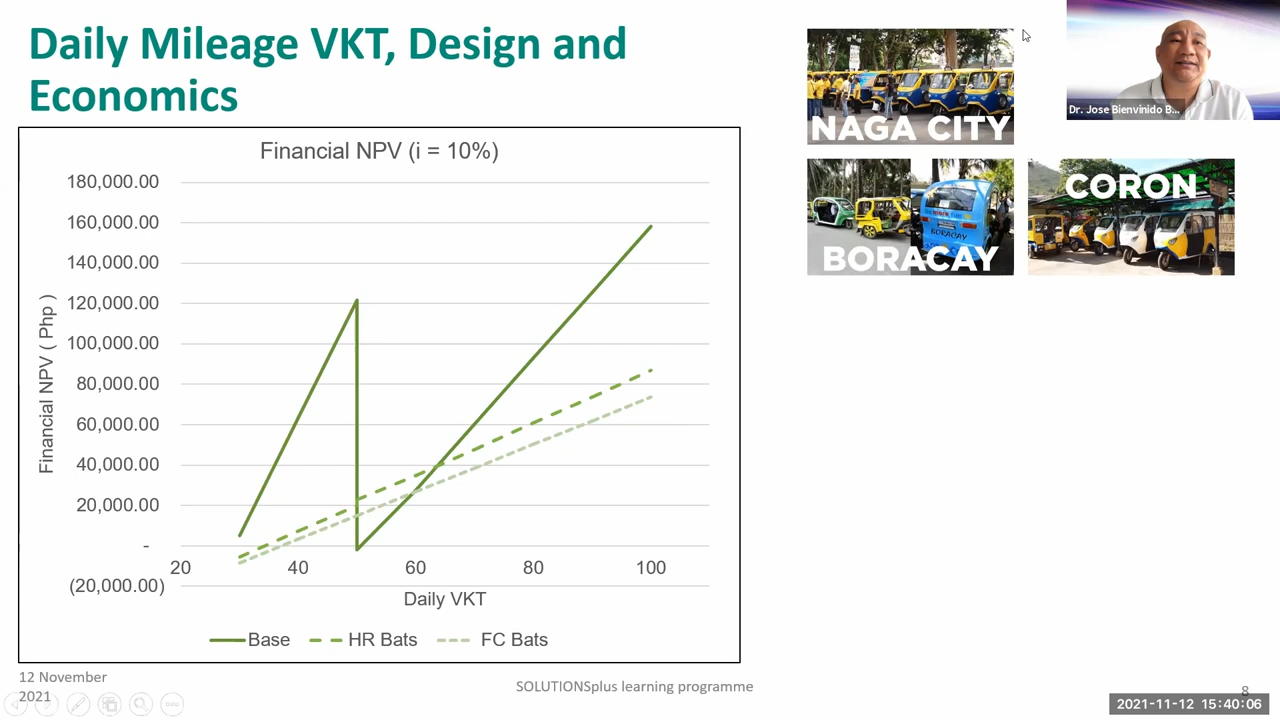 Daily Mileage VKT, Design and
Economics
Financial NPV (i = 10%)
180,000.00
160,000.00
140,000.00
120,000.00
100,000.00
80,000.00
60,000.00
40,000.00
20,000.00
-
(20,000.00)
Financial NPV ( Php )
20 40 60 80 100
Daily VKT
Base HR Bats FC Bats
NAGA CITY
BORACAY
BORACAY
CORON
Dr. Jose Bienvinido B...
12 November
2021
SOLUTIONSplus learning programme
8
2021-11-12 15:40:06